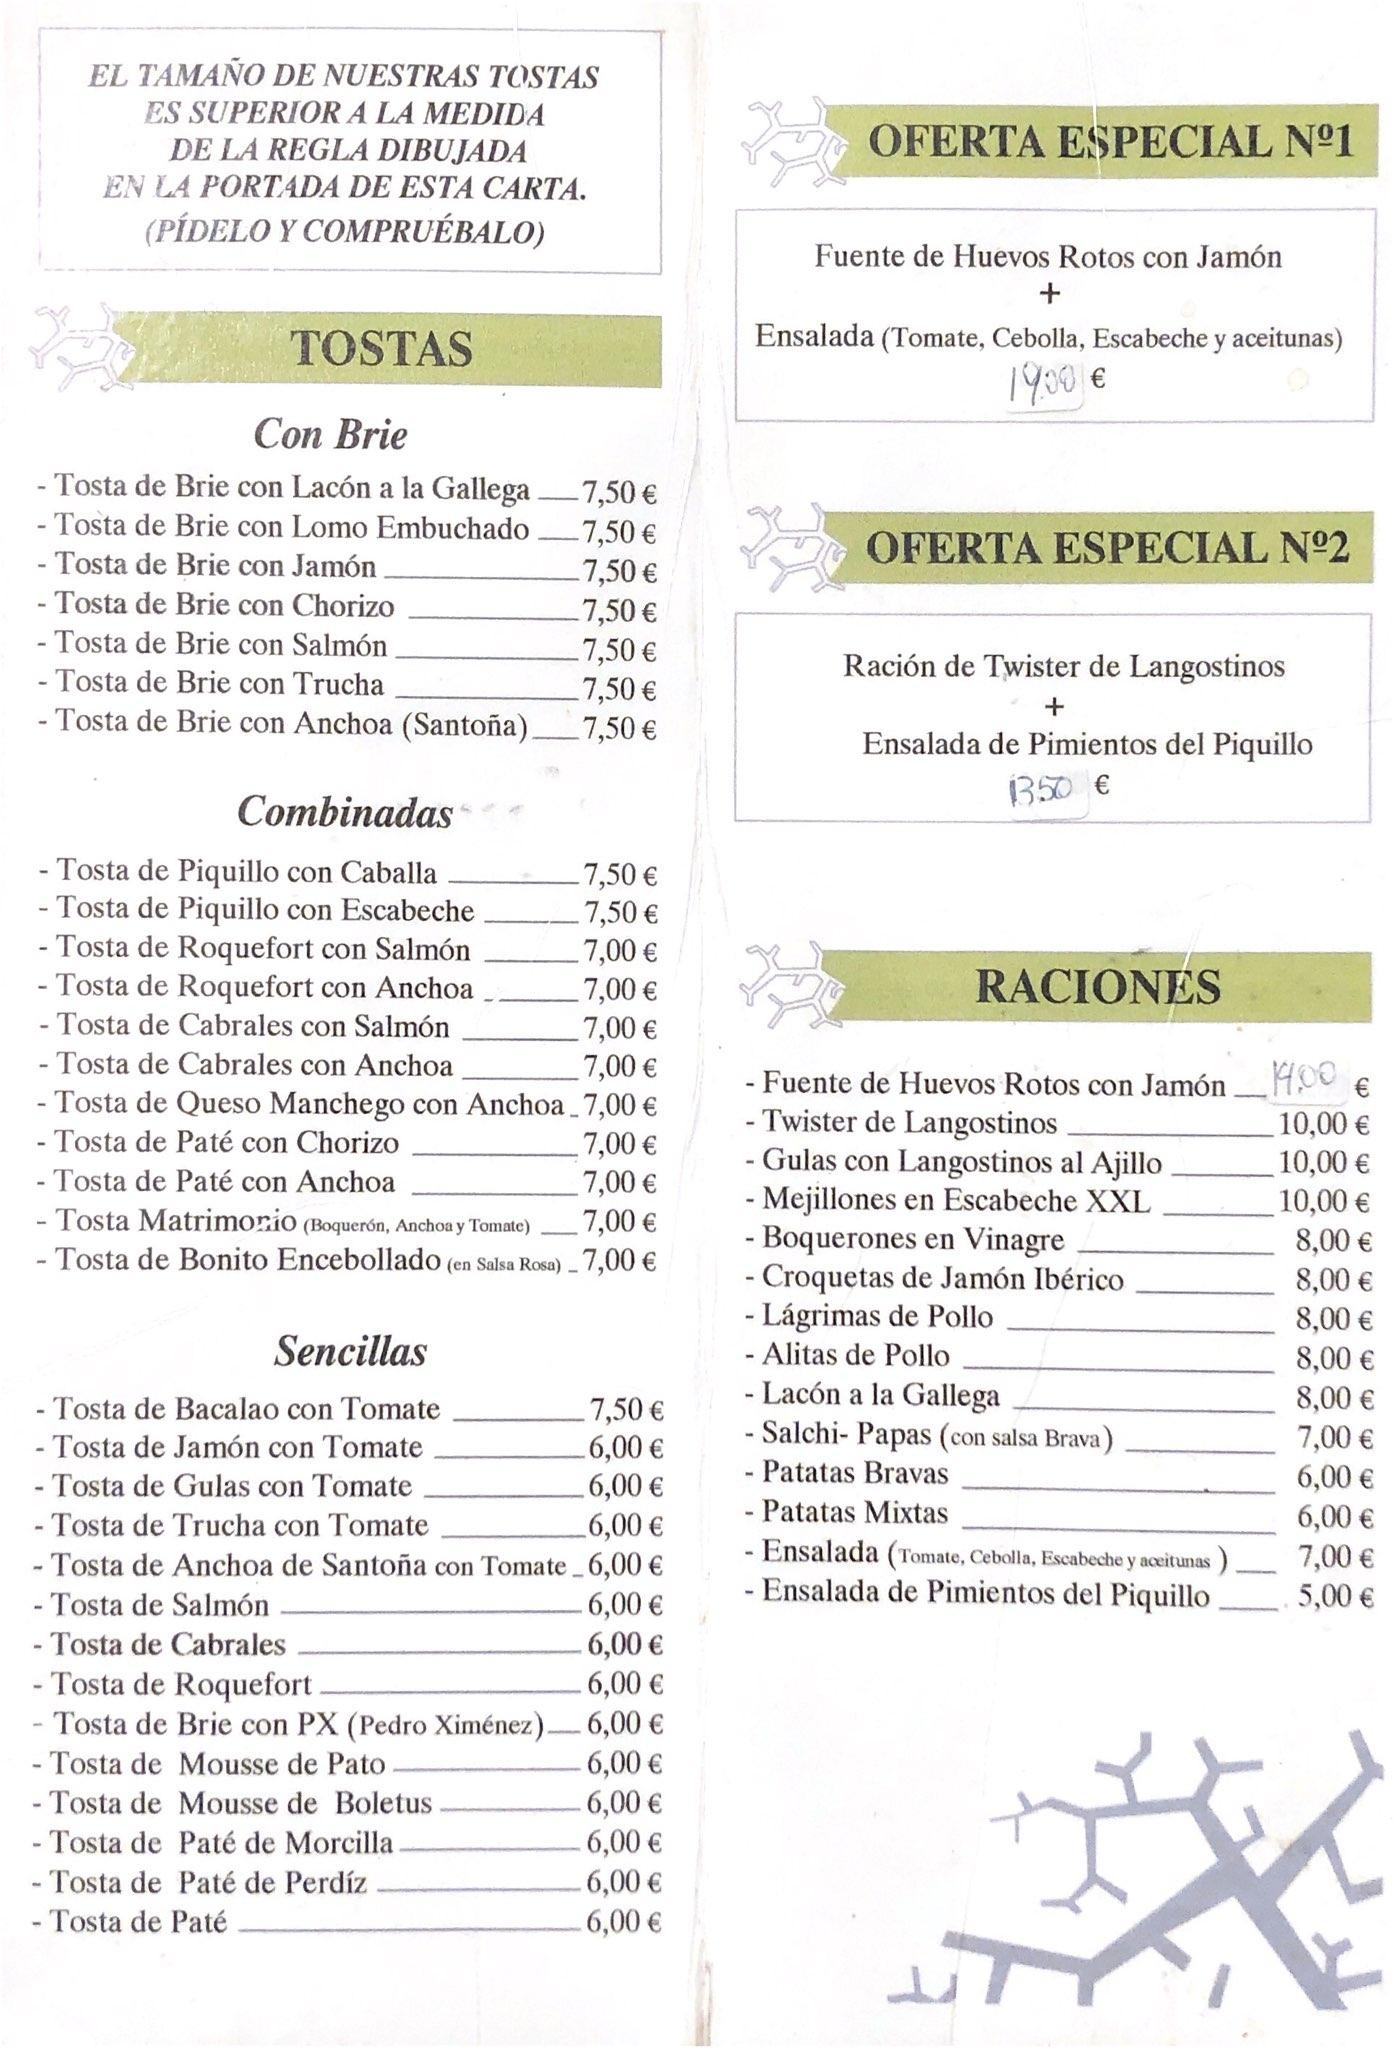 EL TAMAÑO DE NUESTRAS TOSTAS
ES SUPERIOR A LA MEDIDA
DE LA REGLA DIBUJADA
EN LA PORTADA DE ESTA CARTA.
(PÍDELO Y COMPRUÉBALO)
TOSTAS
Con Brie
- Tosta de Brie con Lacón a la Gallega 7,50 €
- Tosta de Brie con Lomo Embuchado 7,50 €
- Tosta de Brie con Jamón 7,50 €
- Tosta de Brie con Chorizo 7,50 €
- Tosta de Brie con Salmón 7,50 €
- Tosta de Brie con Trucha 7,50 €
- Tosta de Brie con Anchoa (Santoña) 7,50 €
Combinadas
- Tosta de Piquillo con Caballa 7,50 €
- Tosta de Piquillo con Escabeche 7,50 €
- Tosta de Roquefort con Salmón 7,00 €
- Tosta de Roquefort con Anchoa 7,00 €
- Tosta de Cabrales con Salmón 7,00 €
- Tosta de Cabrales con Anchoa 7,00 €
- Tosta de Queso Manchego con Anchoa 7,00 €
- Tosta de Paté con Chorizo 7,00 €
- Tosta de Paté con Anchoa 7,00 €
- Tosta Matrimonio (Boquerón, Anchoa y Tomate) 7,00 €
- Tosta de Bonito Encebollado (en Salsa Rosa) 7,00 €
Sencillas
- Tosta de Bacalao con Tomate 7,50 €
- Tosta de Jamón con Tomate 6,00 €
- Tosta de Gulas con Tomate 6,00 €
- Tosta de Trucha con Tomate 6,00 €
- Tosta de Anchoa de Santoña con Tomate 6,00 €
- Tosta de Salmón 6,00 €
- Tosta de Cabrales 6,00 €
- Tosta de Roquefort 6,00 €
- Tosta de Brie con PX (Pedro Ximénez) 6,00 €
- Tosta de Mousse de Pato 6,00 €
- Tosta de Mousse de Boletus 6,00 €
- Tosta de Paté de Morcilla 6,00 €
- Tosta de Paté de Perdíz 6,00 €
- Tosta de Paté 6,00 €
OFERTA ESPECIAL Nº1
Fuente de Huevos Rotos con Jamón
+
Ensalada (Tomate, Cebolla, Escabeche y aceitunas)
19.00 €
OFERTA ESPECIAL Nº2
Ración de Twister de Langostinos
+
Ensalada de Pimientos del Piquillo
13.50 €
RACIONES
- Fuente de Huevos Rotos con Jamón 14.00 €
- Twister de Langostinos 10,00 €
- Gulas con Langostinos al Ajillo 10,00 €
- Mejillones en Escabeche XXL 10,00 €
- Boquerones en Vinagre 8,00 €
- Croquetas de Jamón Ibérico 8,00 €
- Lágrimas de Pollo 8,00 €
- Alitas de Pollo 8,00 €
- Lacón a la Gallega 8,00 €
- Salchi- Papas (con salsa Brava) 7,00 €
- Patatas Bravas 6,00 €
- Patatas Mixtas 6,00 €
- Ensalada (Tomate, Cebolla, Escabeche y aceitunas ) 7,00 €
- Ensalada de Pimientos del Piquillo 5,00 €